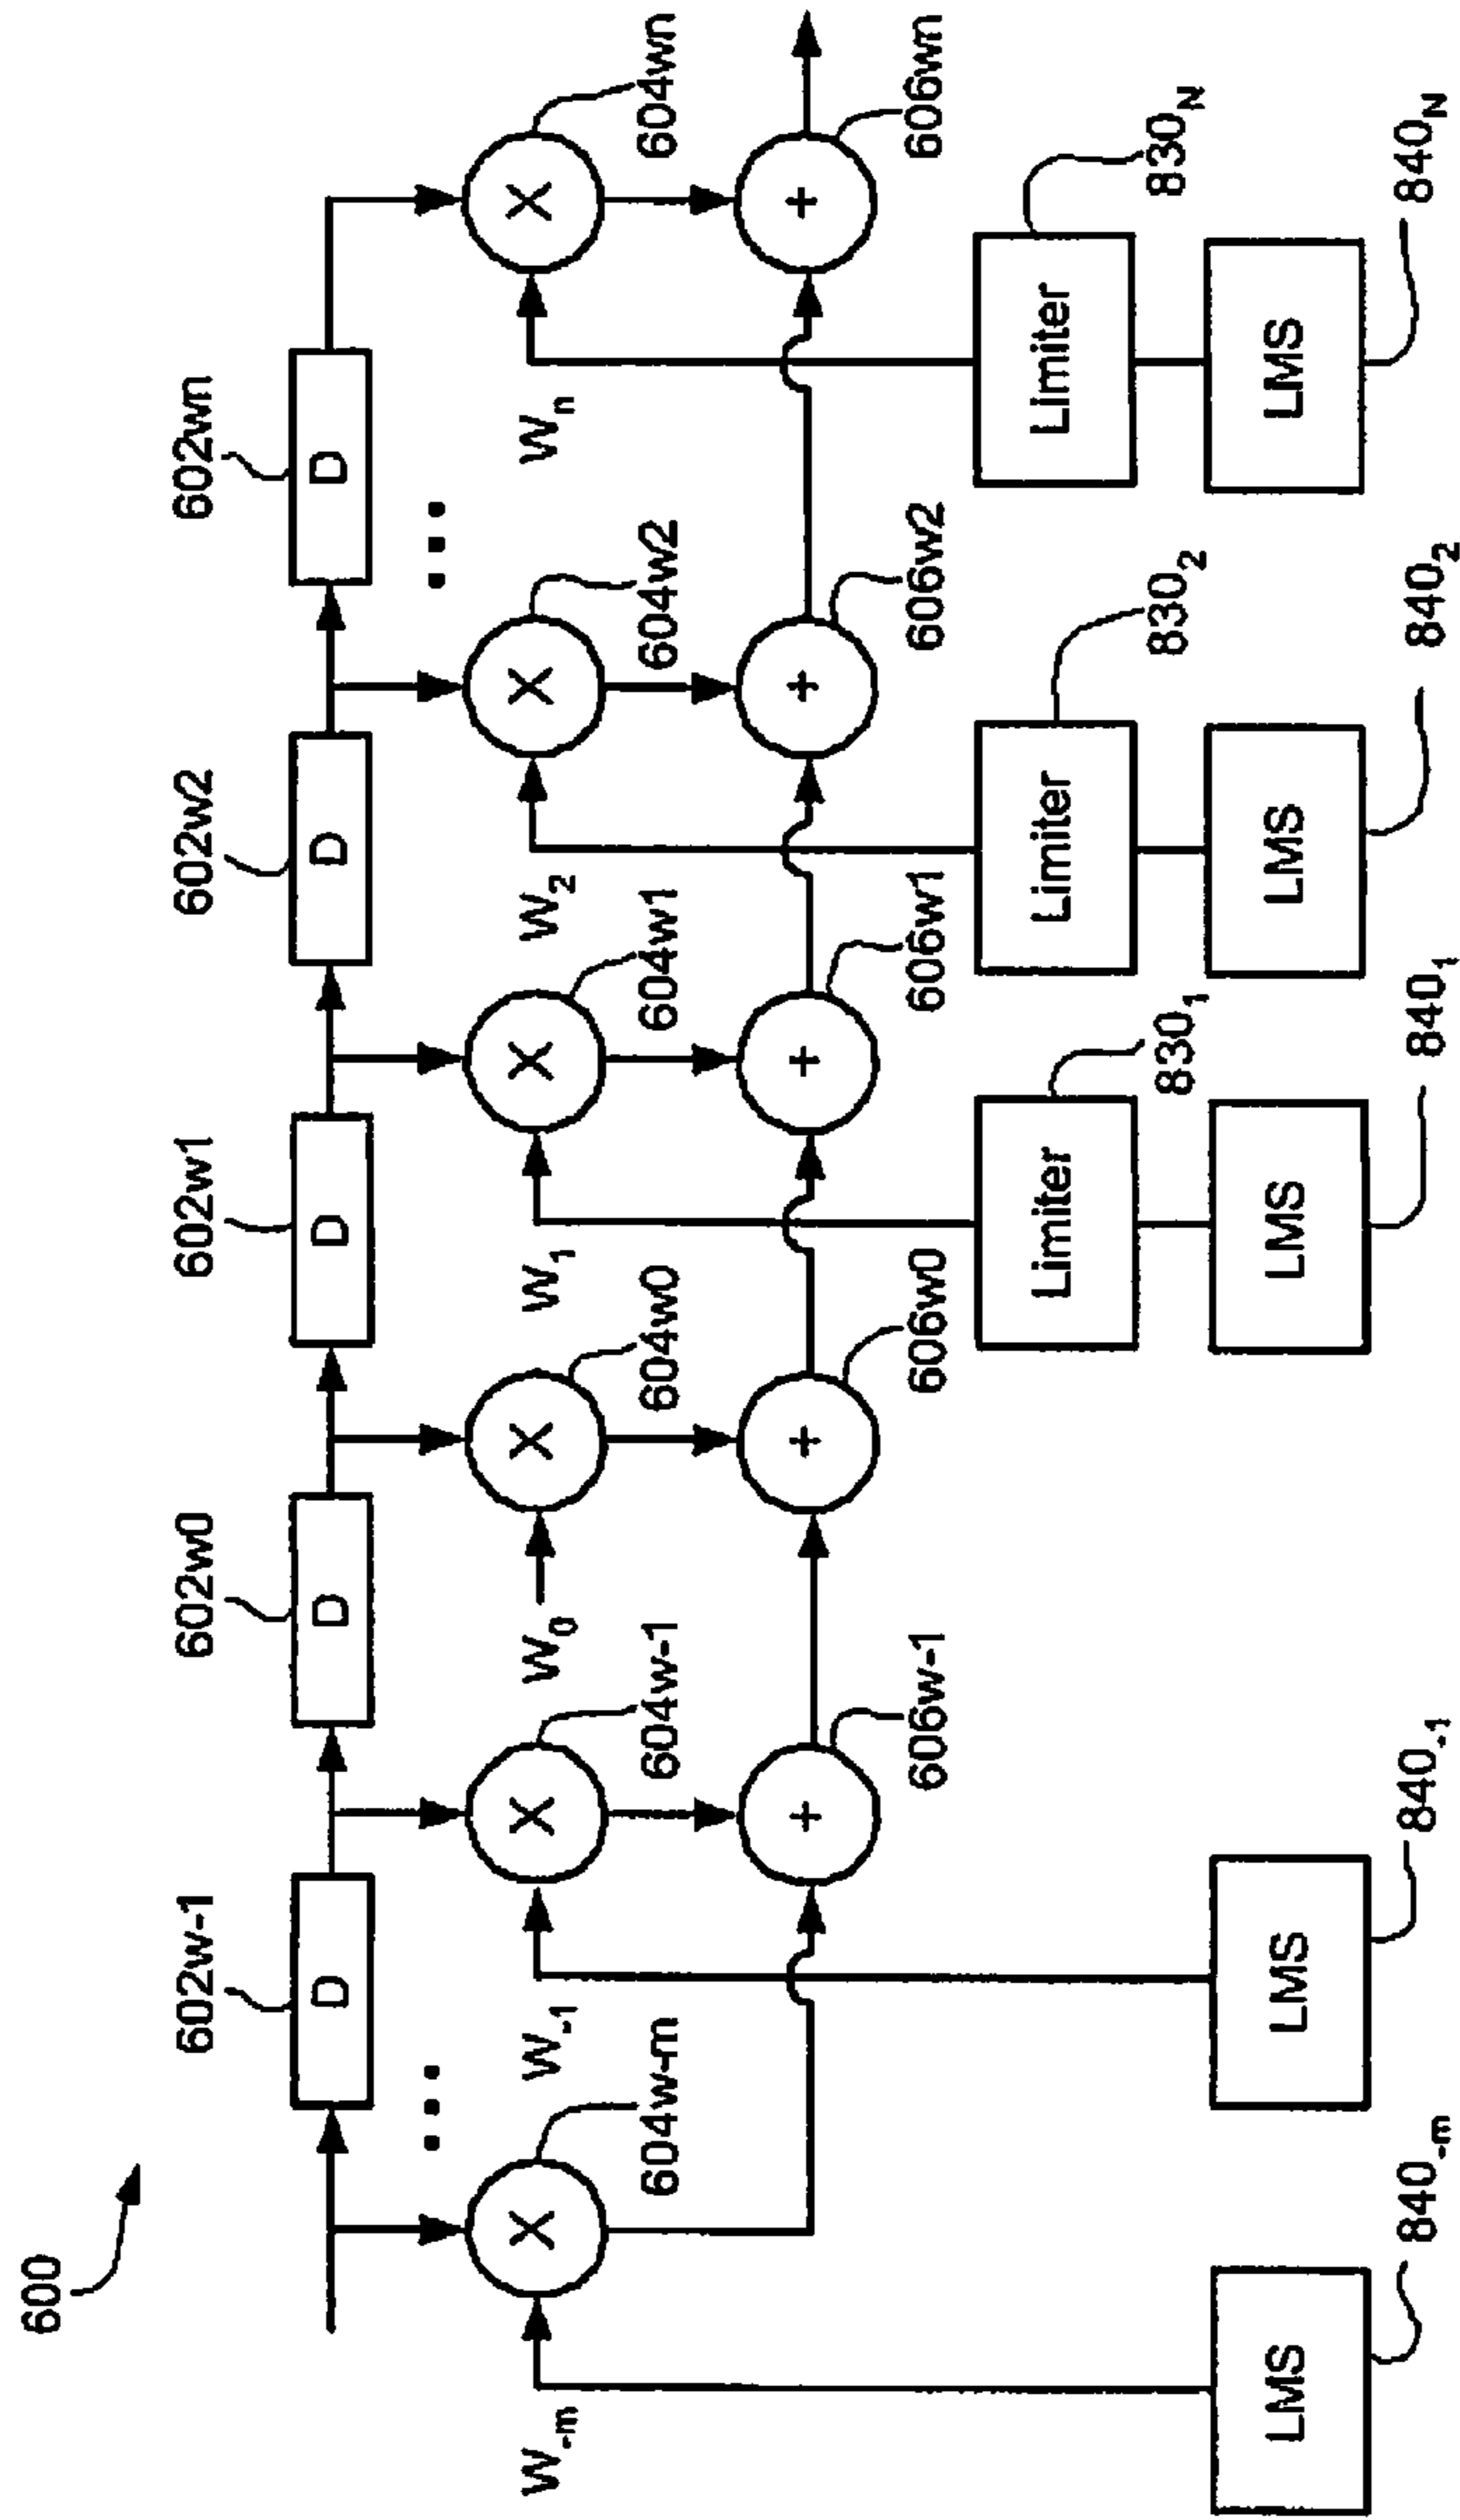 600
602w-1
602w0
602w1
602w2
602wn
D
D
D
D
D
...
...
X
X
X
X
X
X
W-m
W-1
W0
W1
W2
Wn
604w-m
604w-1
604w0
604w1
604w2
604wn
+
+
+
+
+
606w-1
606w0
606w1
606w2
606wn
Limiter
Limiter
Limiter
830₁
830₂
830N
LMS
LMS
LMS
LMS
LMS
840-m
840-1
840₁
840₂
840N